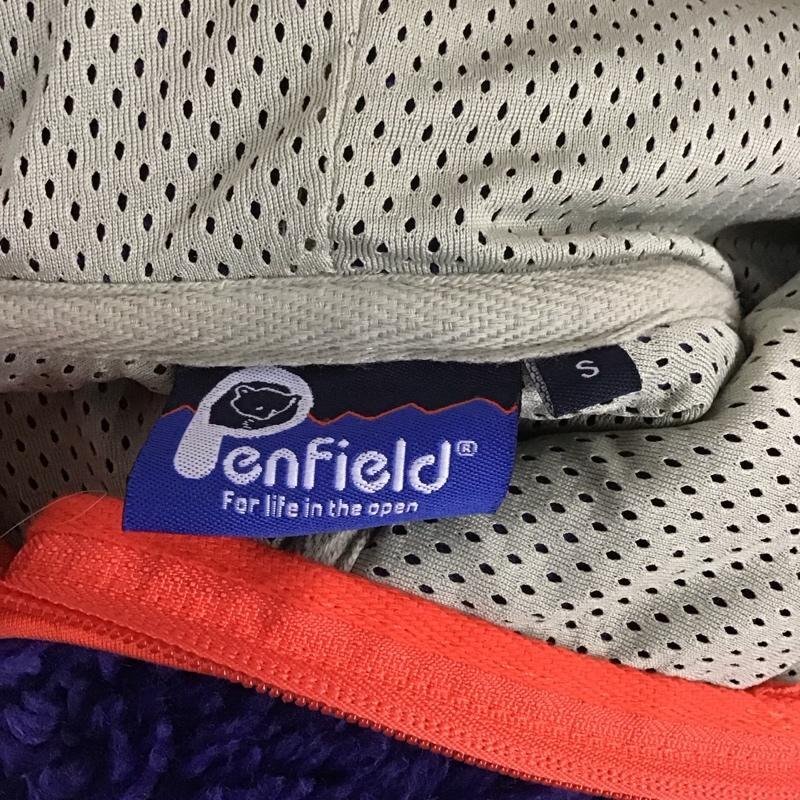 Penfield®
For life in the open
S